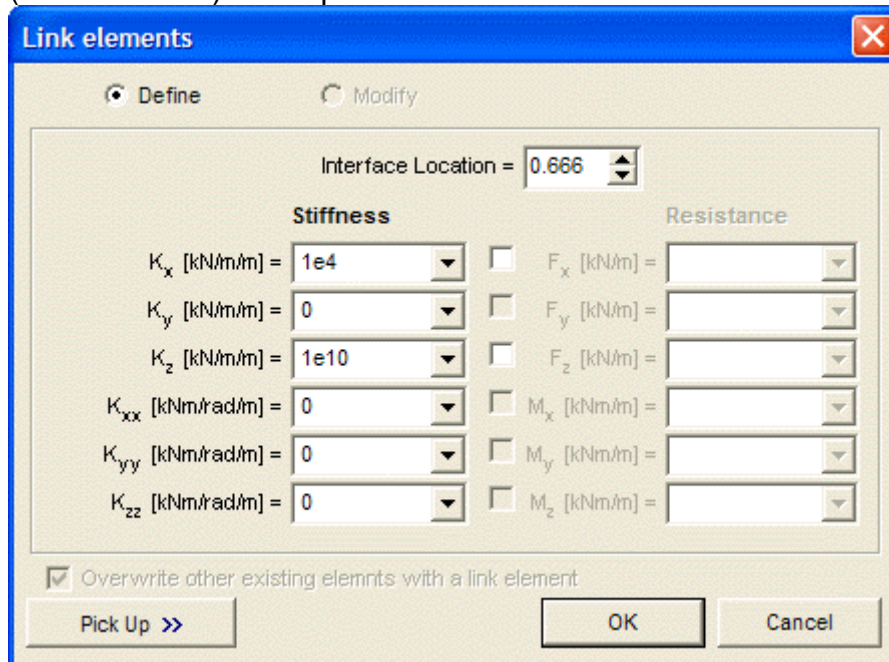 Link elements
Define Modify
Interface Location = 0.666
Stiffness Resistance
Kx [kN/m/m] = 1e4 Fx [kN/m] =
Ky [kN/m/m] = 0 Fy [kN/m] =
Kz [kN/m/m] = 1e10 Fz [kN/m] =
Kxx [kNm/rad/m] = 0 Mx [kNm/m] =
Kyy [kNm/rad/m] = 0 My [kNm/m] =
Kzz [kNm/rad/m] = 0 Mz [kNm/m] =
Overwrite other existing elemnts with a link element
Pick Up >> OK Cancel